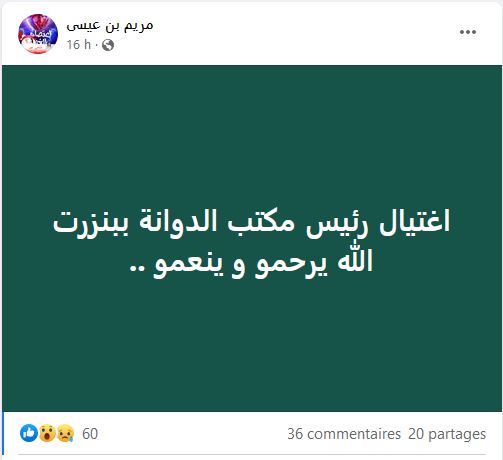 مريم بن عيسى
16 h ·
اغتيال رئيس مكتب الدوانة ببنزرت
الله يرحمو و ينعمو ..
60
36 commentaires 20 partages